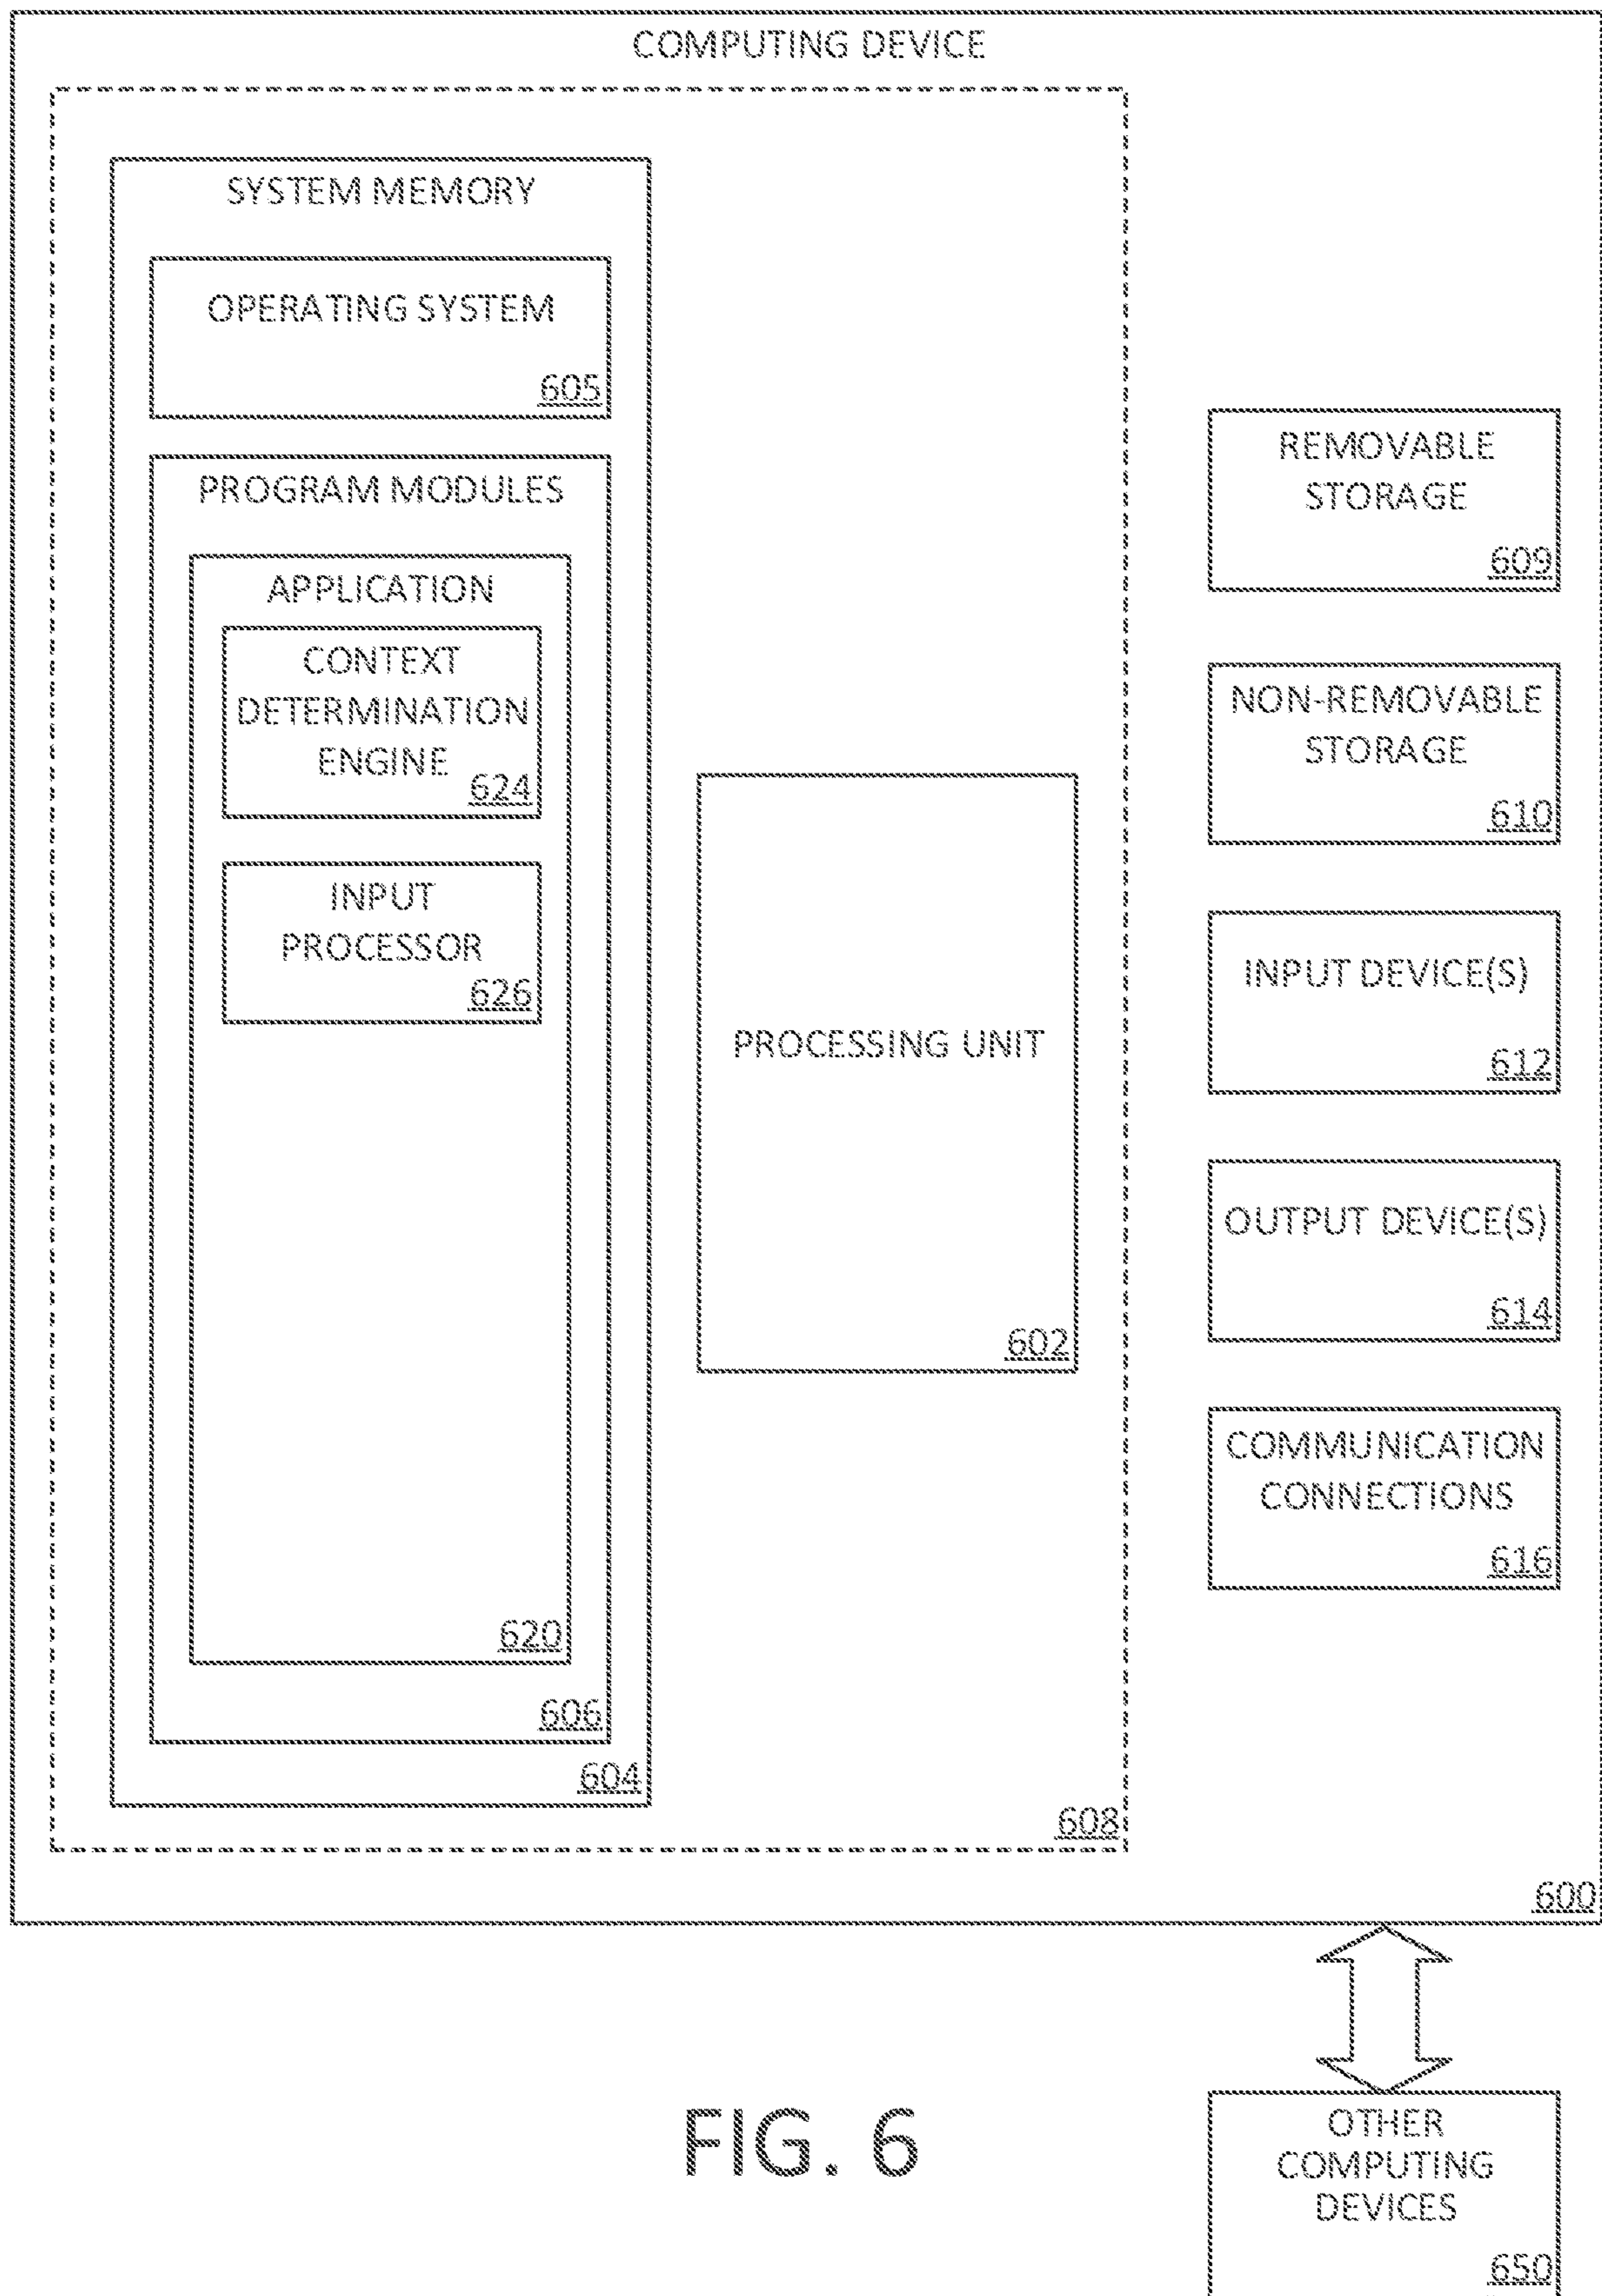 COMPUTING DEVICE
SYSTEM MEMORY
OPERATING SYSTEM
605
PROGRAM MODULES
APPLICATION
CONTEXT
DETERMINATION
ENGINE
624
INPUT
PROCESSOR
626
620
606
604
PROCESSING UNIT
602
608
REMOVABLE
STORAGE
609
NON-REMOVABLE
STORAGE
610
INPUT DEVICE(S)
612
OUTPUT DEVICE(S)
614
COMMUNICATION
CONNECTIONS
616
600
OTHER
COMPUTING
DEVICES
650
FIG. 6